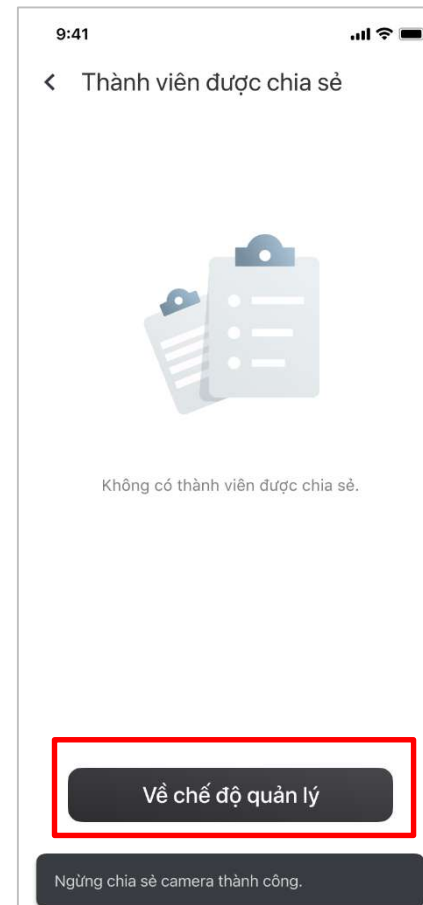 9:41
Thành viên được chia sẻ
Không có thành viên được chia sẻ.
Về chế độ quản lý
Ngừng chia sẻ camera thành công.